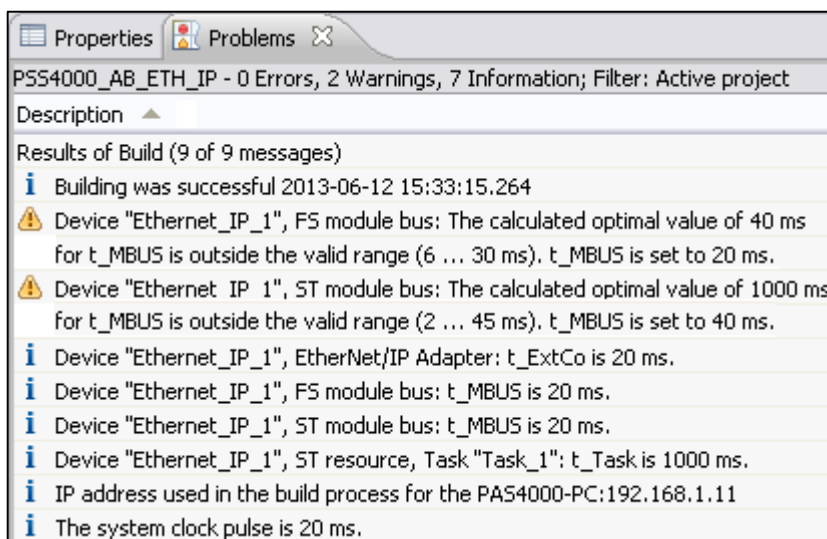 Properties Problems
PSS4000_AB_ETH_IP - 0 Errors, 2 Warnings, 7 Information; Filter: Active project
Description
Results of Build (9 of 9 messages)
Building was successful 2013-06-12 15:33:15.264
Device "Ethernet_IP_1", FS module bus: The calculated optimal value of 40 ms
for t_MBUS is outside the valid range (6 ... 30 ms). t_MBUS is set to 20 ms.
Device "Ethernet IP 1", ST module bus: The calculated optimal value of 1000 ms
for t_MBUS is outside the valid range (2 ... 45 ms). t_MBUS is set to 40 ms.
Device "Ethernet_IP_1", EtherNet/IP Adapter: t_ExtCo is 20 ms.
Device "Ethernet_IP_1", FS module bus: t_MBUS is 20 ms.
Device "Ethernet_IP_1", ST module bus: t_MBUS is 20 ms.
Device "Ethernet_IP_1", ST resource, Task "Task_1": t_Task is 1000 ms.
IP address used in the build process for the PAS4000-PC:192.168.1.11
The system clock pulse is 20 ms.